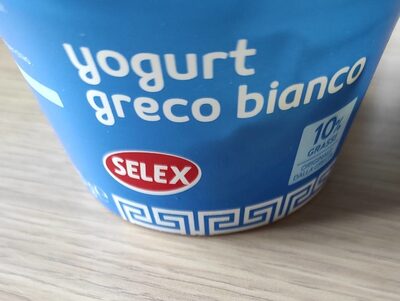 yogurt
greco bianco
10%
GRASSI
SELEX